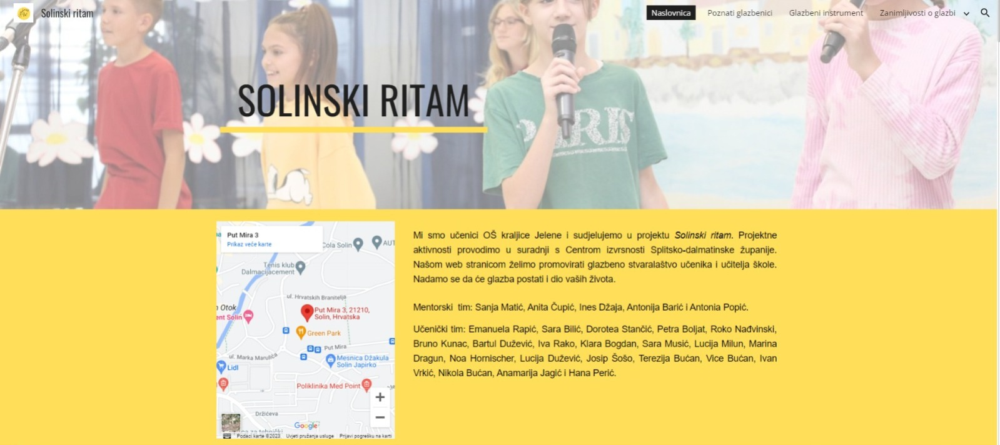 Solinski ritam
Naslovnica
Poznati glazbenici
Glazbeni instrument
Zanimljivosti o glazbi
SOLINSKI RITAM
PARIS
Put Mira 3
Prikaz veće karte
Cola Solin
AUT
Tenis klub
Dalmacijacement
ul. Hrvatskih Branitelja
Otok
ent Solin
Put Mira 3, 21210,
Solin, Hrvatska
Green Park
Put Mira
ul. Marka Marulića
Mesnica Džakula
Solin Japirko
Lidl
Poliklinika Med Point
Držićeva
Google
Podaci karte ©2023 Uvjeti pružanja usluge Prijavi pogrešku na karti
Mi smo učenici OŠ kraljice Jelene i sudjelujemo u projektu Solinski ritam. Projektne
aktivnosti provodimo u suradnji s Centrom izvrsnosti Splitsko-dalmatinske županije.
Našom web stranicom želimo promovirati glazbeno stvaralaštvo učenika i učitelja škole.
Nadamo se da će glazba postati i dio vaših života.
Mentorski tim: Sanja Matić, Anita Čupić, Ines Džaja, Antonija Barić i Antonia Popić.
Učenički tim: Emanuela Rapić, Sara Bilić, Dorotea Stančić, Petra Boljat, Roko Nađvinski,
Bruno Kunac, Bartul Dužević, Iva Rako, Klara Bogdan, Sara Musić, Lucija Milun, Marina
Dragun, Noa Hornischer, Lucija Dužević, Josip Šošo, Terezija Bućan, Vice Bućan, Ivan
Vrkić, Nikola Bućan, Anamarija Jagić i Hana Perić.